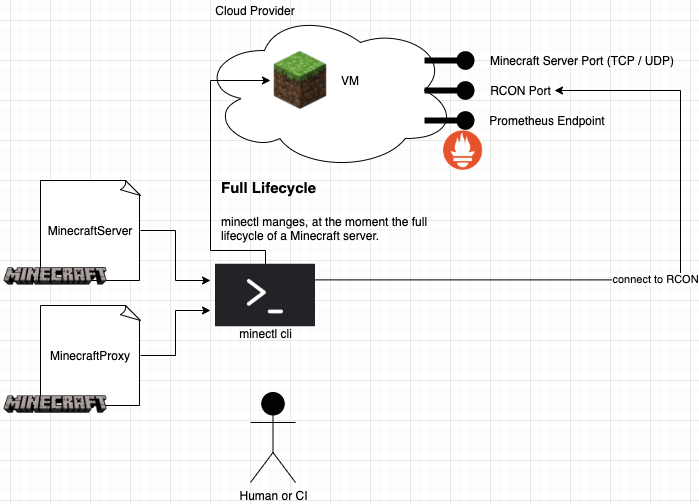 Cloud Provider
VM
Minecraft Server Port (TCP / UDP)
RCON Port
Prometheus Endpoint
Full Lifecycle
minectl manges, at the moment the full
lifecycle of a Minecraft server.
MinecraftServer
MINECRAFT
connect to RCON
minectl cli
MinecraftProxy
MINECRAFT
Human or CI